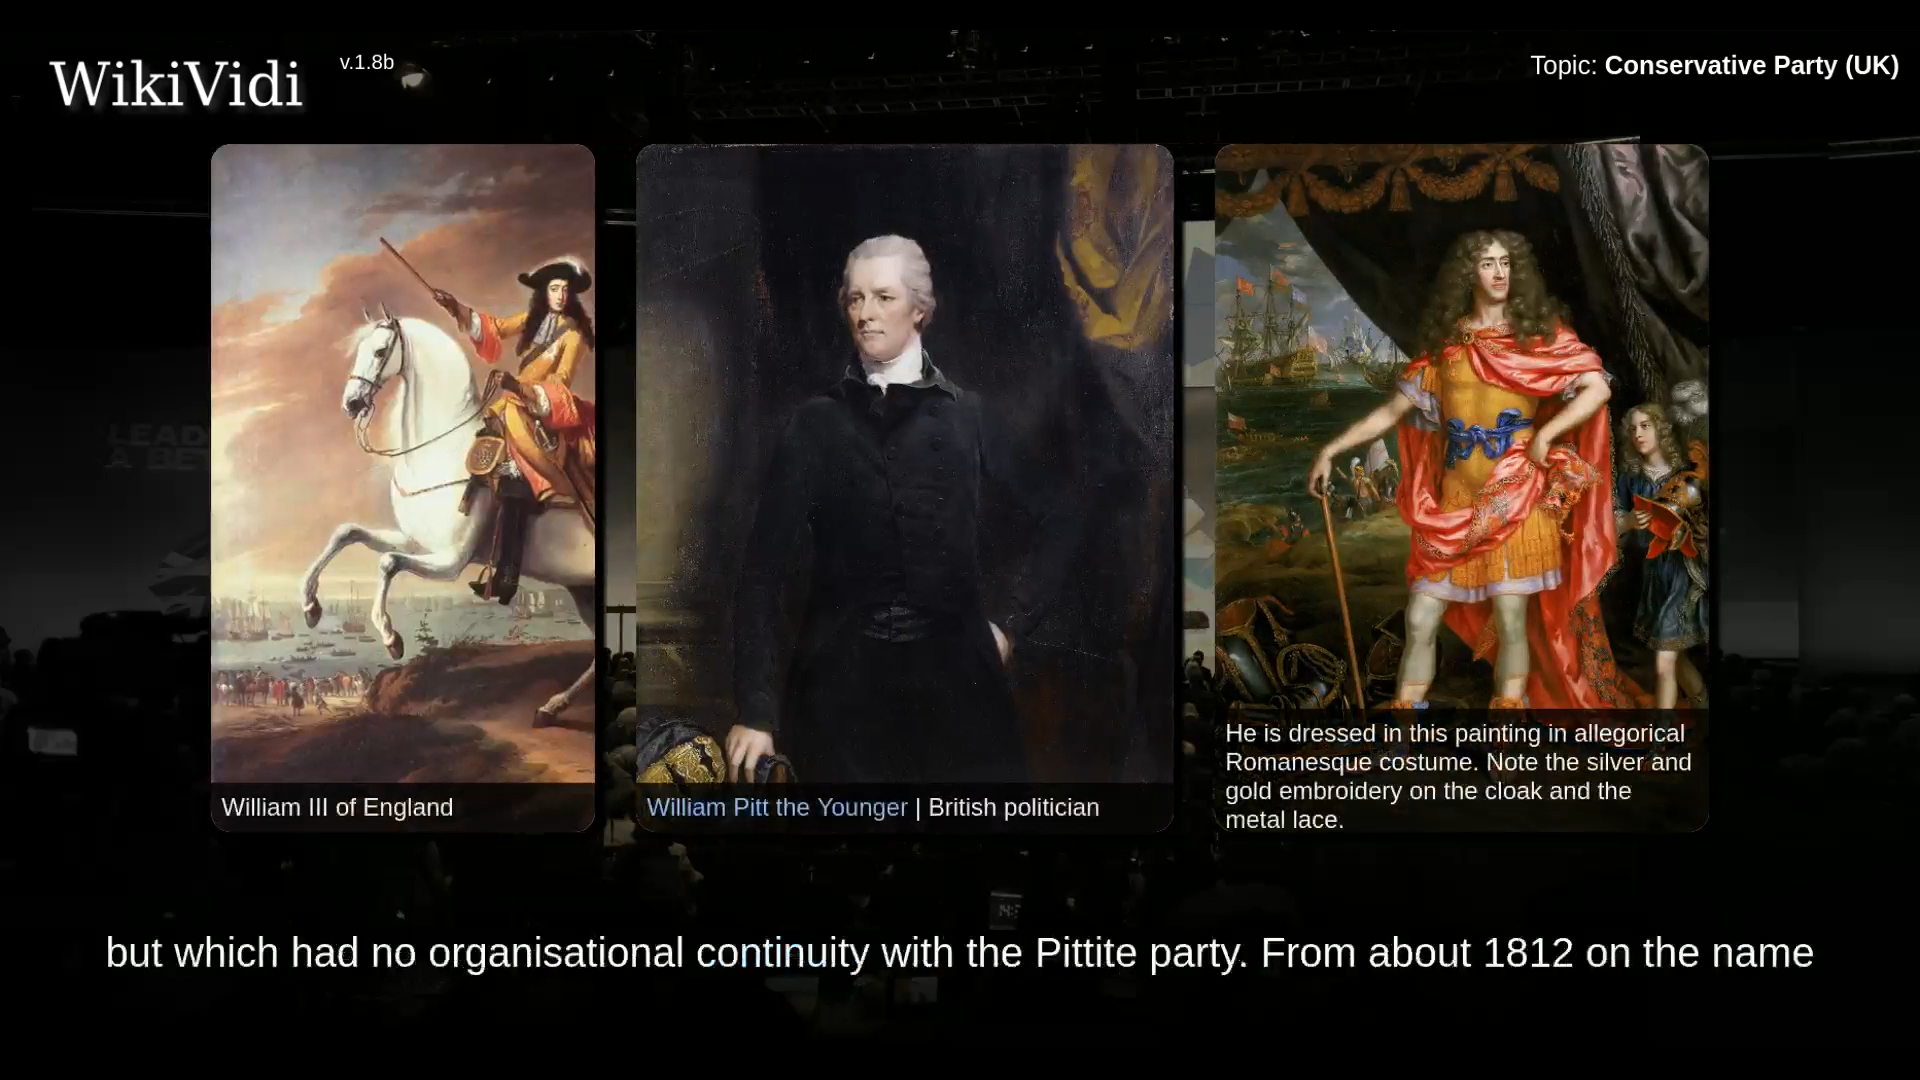 WikiVidi
v.1.8b
Topic: Conservative Party (UK)
LEAD
A BET
William III of England
William Pitt the Younger | British politician
He is dressed in this painting in allegorical
Romanesque costume. Note the silver and
gold embroidery on the cloak and the
metal lace.
but which had no organisational continuity with the Pittite party. From about 1812 on the name